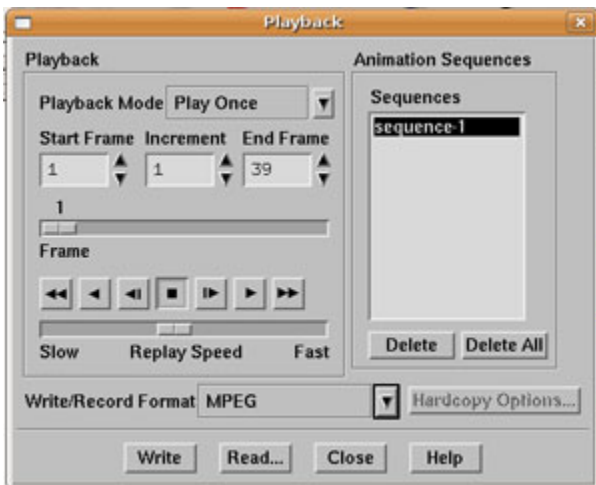 Playback
Playback
Animation Sequences
Playback Mode Play Once
Start Frame Increment End Frame
1 1 39
1
Frame
Slow Replay Speed Fast
Sequences
sequence-1
Delete Delete All
Write/Record Format MPEG Hardcopy Options...
Write Read... Close Help